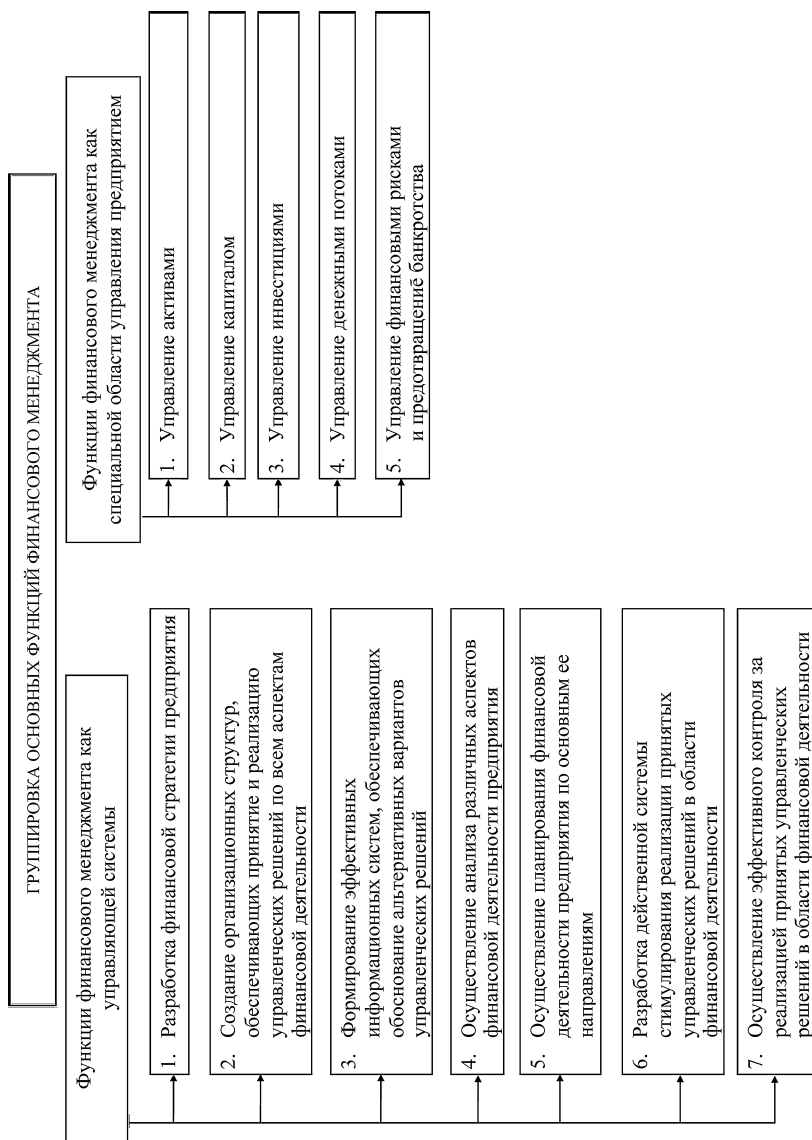 ГРУППИРОВКА ОСНОВНЫХ ФУНКЦИЙ ФИНАНСОВОГО МЕНЕДЖМЕНТА
Функции финансового менеджмента как
управляющей системы
1. Разработка финансовой стратегии предприятия
2. Создание организационных структур,
обеспечивающих принятие и реализацию
управленческих решений по всем аспектам
финансовой деятельности
3. Формирование эффективных
информационных систем, обеспечивающих
обоснование альтернативных вариантов
управленческих решений
4. Осуществление анализа различных аспектов
финансовой деятельности предприятия
5. Осуществление планирования финансовой
деятельности предприятия по основным ее
направлениям
6. Разработка действенной системы
стимулирования реализации принятых
управленческих решений в области
финансовой деятельности
7. Осуществление эффективного контроля за
реализацией принятых управленческих
решений в области финансовой деятельности
Функции финансового менеджмента как
специальной области управления предприятием
1. Управление активами
2. Управление капиталом
3. Управление инвестициями
4. Управление денежными потоками
5. Управление финансовыми рисками
и предотвращение банкротства